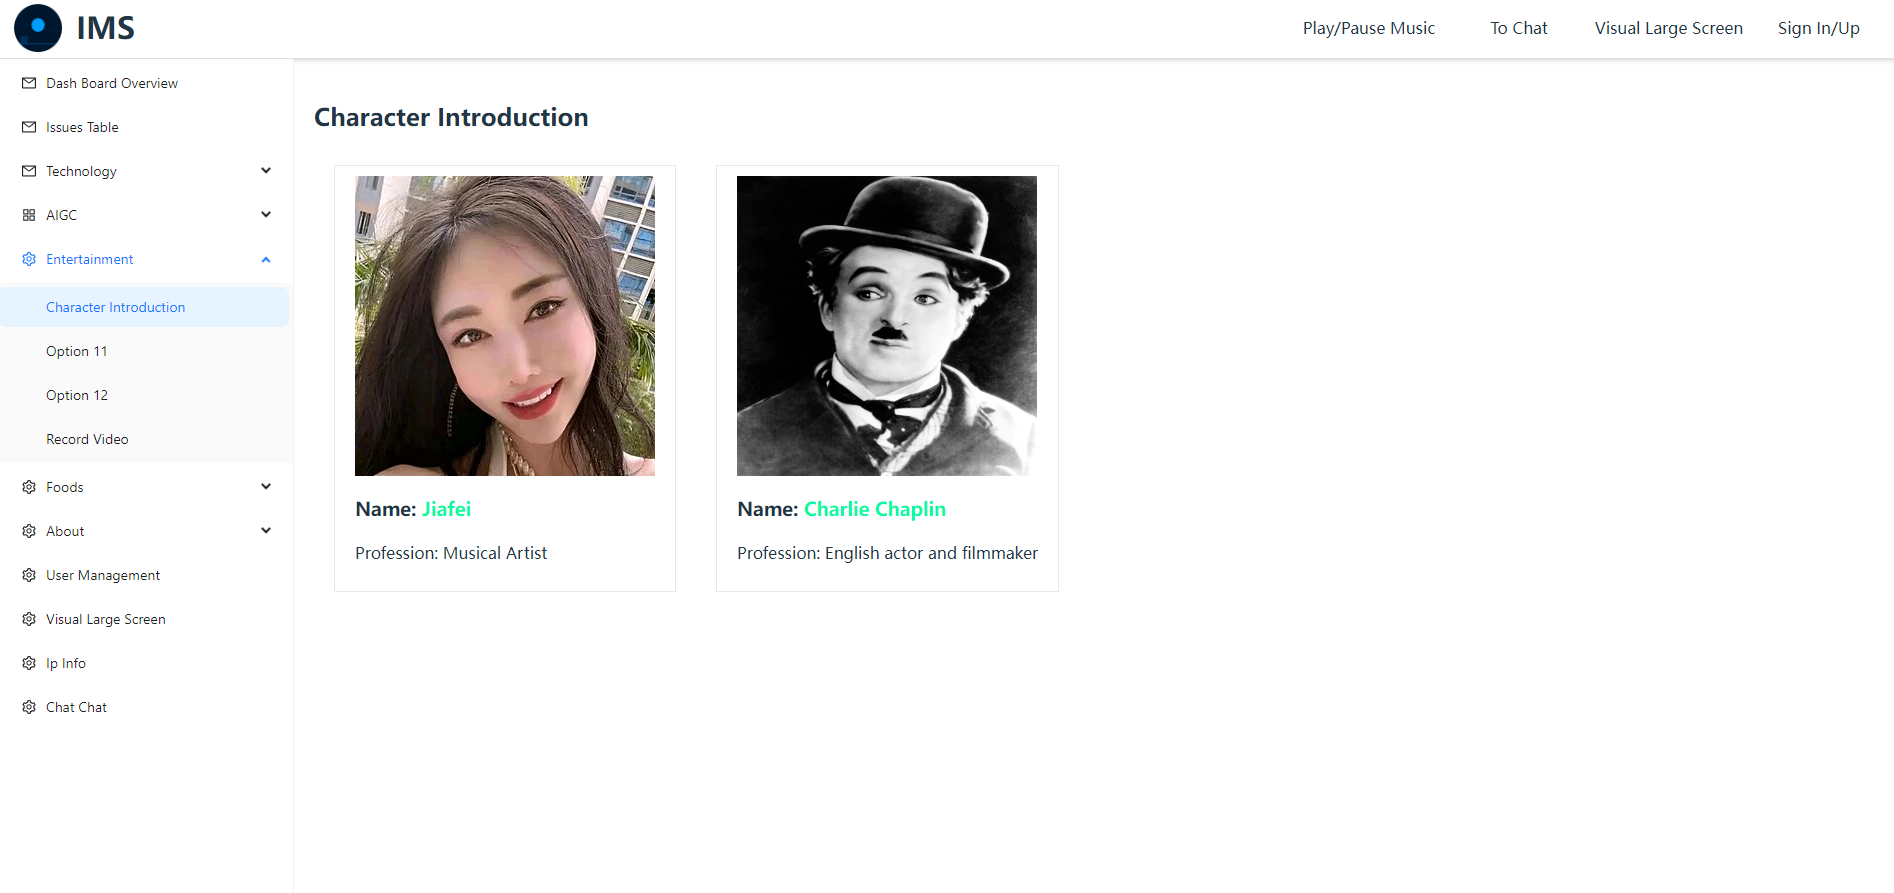 IMS
Play/Pause Music
To Chat
Visual Large Screen
Sign In/Up
Dash Board Overview
Issues Table
Technology
AIGC
Entertainment
Character Introduction
Option 11
Option 12
Record Video
Foods
About
User Management
Visual Large Screen
Ip Info
Chat Chat
Character Introduction
Name: Jiafei
Profession: Musical Artist
Name: Charlie Chaplin
Profession: English actor and filmmaker